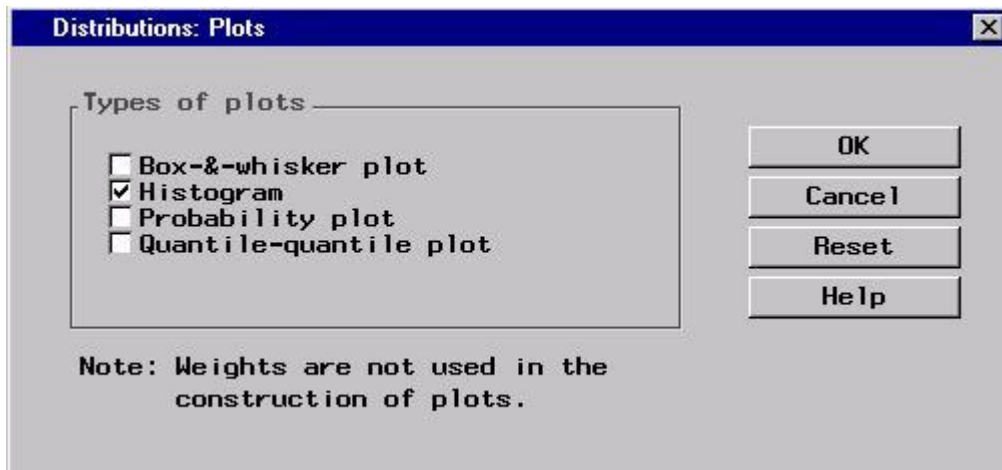 Distributions: Plots
Types of plots
Box-&-whisker plot
Histogram
Probability plot
Quantile-quantile plot
OK
Cancel
Reset
Help
Note: Weights are not used in the
construction of plots.